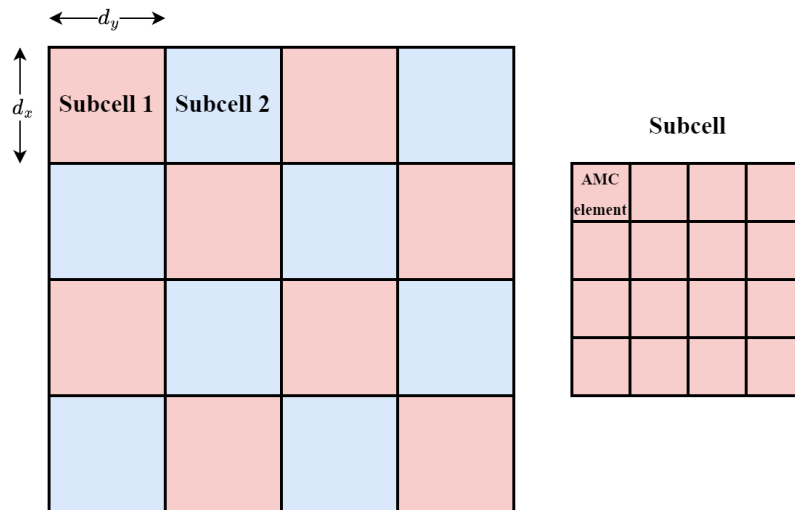 d_y
d_x
Subcell 1 Subcell 2
Subcell
AMC
element